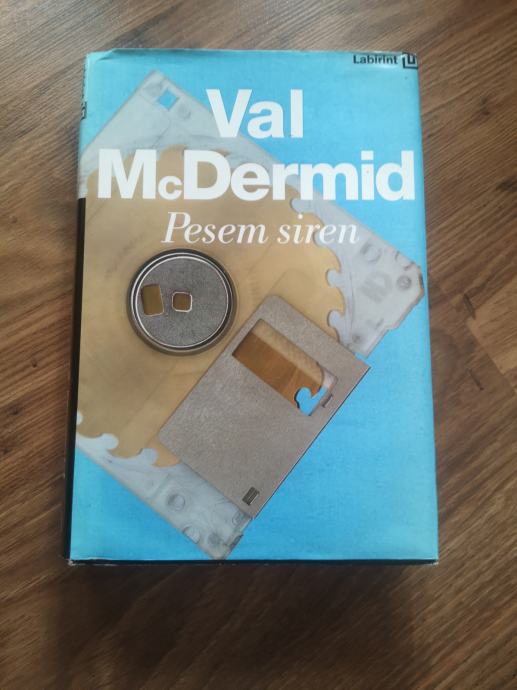 Labirint
Val
McDermid
Pesem siren